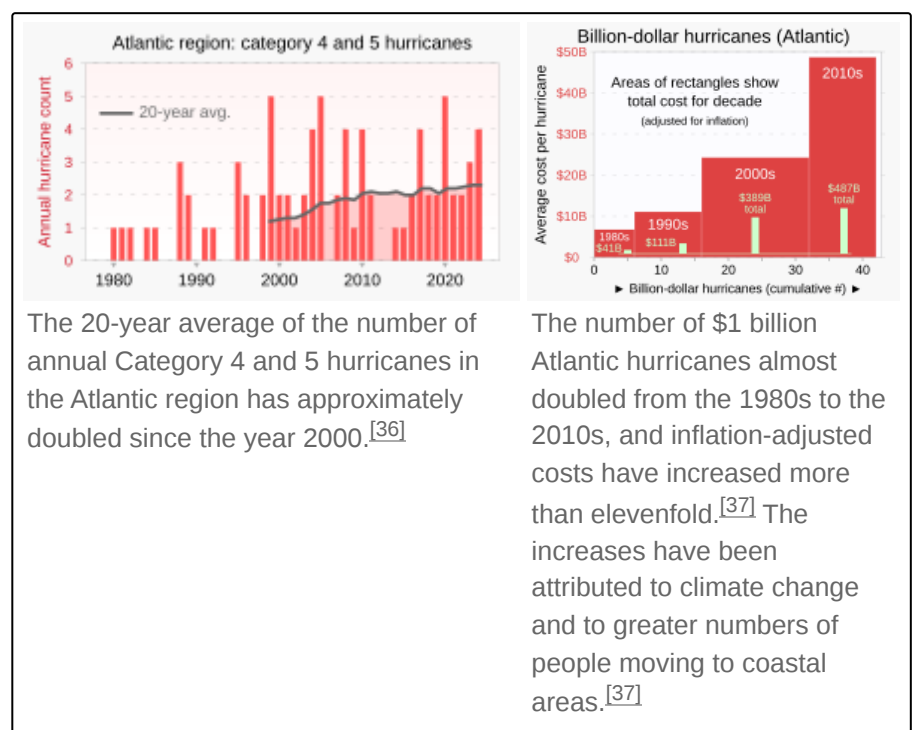 Atlantic region: category 4 and 5 hurricanes
Annual hurricane count
6
5
4
3
2
1
0
20-year avg.
1980
1990
2000
2010
2020
The 20-year average of the number of
annual Category 4 and 5 hurricanes in
the Atlantic region has approximately
doubled since the year 2000.[36]
Billion-dollar hurricanes (Atlantic)
Average cost per hurricane
$50B
$40B
$30B
$20B
$10B
$0
Areas of rectangles show
total cost for decade
(adjusted for inflation)
1980s
$41B
1990s
$111B
2000s
$389B
total
2010s
$487B
total
0
10
20
30
40
► Billion-dollar hurricanes (cumulative #) ►
The number of $1 billion
Atlantic hurricanes almost
doubled from the 1980s to the
2010s, and inflation-adjusted
costs have increased more
than elevenfold.[37] The
increases have been
attributed to climate change
and to greater numbers of
people moving to coastal
areas.[37]